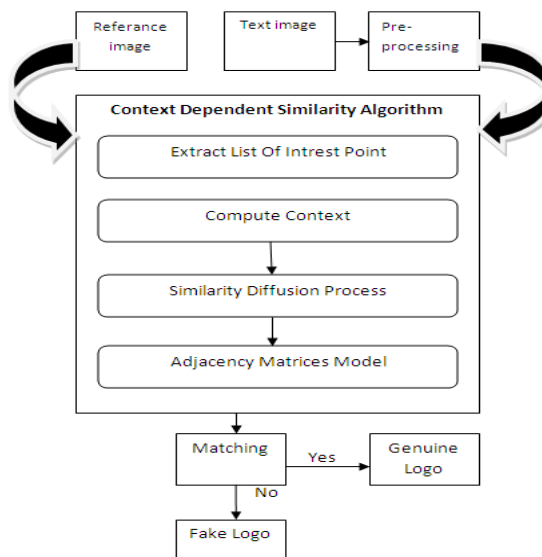 Referance
image
Text image
Pre-
processing
Context Dependent Similarity Algorithm
Extract List Of Intrest Point
Compute Context
Similarity Diffusion Process
Adjacency Matrices Model
Matching
Yes
Genuine
Logo
No
Fake Logo